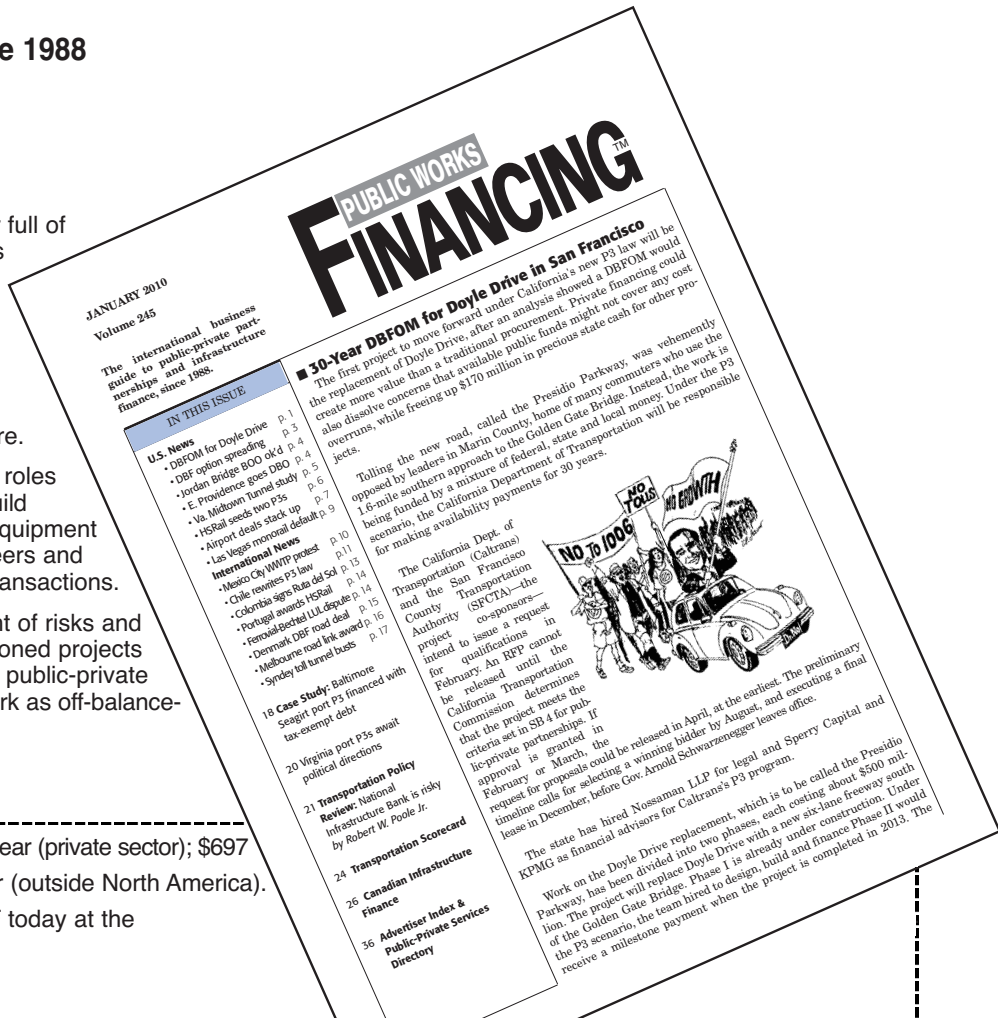 e 1988
full of
s
re.
roles
uild
quipment
eers and
ransactions.
nt of risks and
oned projects
public-private
rk as off-balance-
ear (private sector); $697
r (outside North America).
today at the
JANUARY 2010
Volume 245
The international business
guide to public-private part-
nerships and infrastructure
finance, since 1988.
PUBLIC WORKS
FINANCING™
IN THIS ISSUE
U.S. News
• DBFOM for Doyle Drive p. 1
• DBF option spreading p. 3
• Jordan Bridge BOO ok'd p. 4
• E. Providence goes DBO p. 4
• Va. Midtown Tunnel study p. 5
• HSRail seeds two P3s p. 6
• Airport deals stack up p. 7
• Las Vegas monorail default p. 9
International News
• Mexico City WWTP protest p. 10
• Chile rewrites P3 law p.11
• Colombia signs Ruta del Sol p. 13
• Portugal awards HSRail p. 14
• Ferrovial-Bechtel LUL dispute p. 14
• Denmark DBF road deal p. 15
• Melbourne road link award p. 16
• Syndey toll tunnel busts p. 17
18 Case Study: Baltimore
Seagirt port P3 financed with
tax-exempt debt
20 Virginia port P3s await
political directions
21 Transportation Policy
Review: National
Infrastructure Bank is risky
by Robert W. Poole Jr.
24 Transportation Scorecard
26 Canadian Infrastructure
Finance
36 Advertiser Index &
Public-Private Services
Directory
■ 30-Year DBFOM for Doyle Drive in San Francisco
The first project to move forward under California's new P3 law will be
the replacement of Doyle Drive, after an analysis showed a DBFOM would
create more value than a traditional procurement. Private financing could
also dissolve concerns that available public funds might not cover any cost
overruns, while freeing up $170 million in precious state cash for other pro-
jects.
Tolling the new road, called the Presidio Parkway, was vehemently
opposed by leaders in Marin County, home of many commuters who use the
1.6-mile southern approach to the Golden Gate Bridge. Instead, the work is
being funded by a mixture of federal, state and local money. Under the P3
scenario, the California Department of Transportation will be responsible
for making availability payments for 30 years.
The California Dept. of
Transportation (Caltrans)
and the San Francisco
County Transportation
Authority (SFCTA)—the
project co-sponsors—
intend to issue a request
for qualifications in
February. An RFP cannot
be released until the
California Transportation
Commission determines
that the project meets the
criteria set in SB 4 for pub-
lic-private partnerships. If
approval is granted in
February or March, the
request for proposals could be released in April, at the earliest. The preliminary
timeline calls for selecting a winning bidder by August, and executing a final
lease in December, before Gov. Arnold Schwarzenegger leaves office.
NO TO 1006
NO
TOLLS
NO GROWTH
The state has hired Nossaman LLP for legal and Sperry Capital and
KPMG as financial advisors for Caltrans's P3 program.
Work on the Doyle Drive replacement, which is to be called the Presidio
Parkway, has been divided into two phases, each costing about $500 mil-
lion. The project will replace Doyle Drive with a new six-lane freeway south
of the Golden Gate Bridge. Phase I is already under construction. Under
the P3 scenario, the team hired to design, build and finance Phase II would
receive a milestone payment when the project is completed in 2013. The